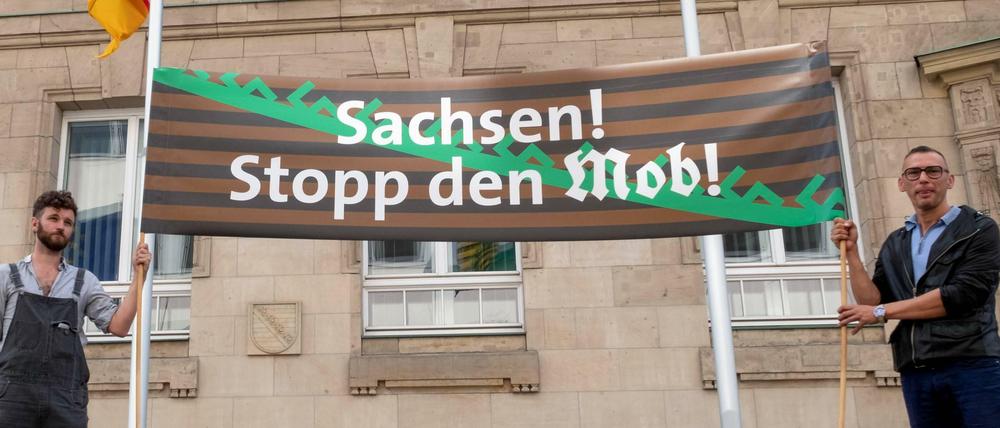 Sachsen!
Stopp den Mob!